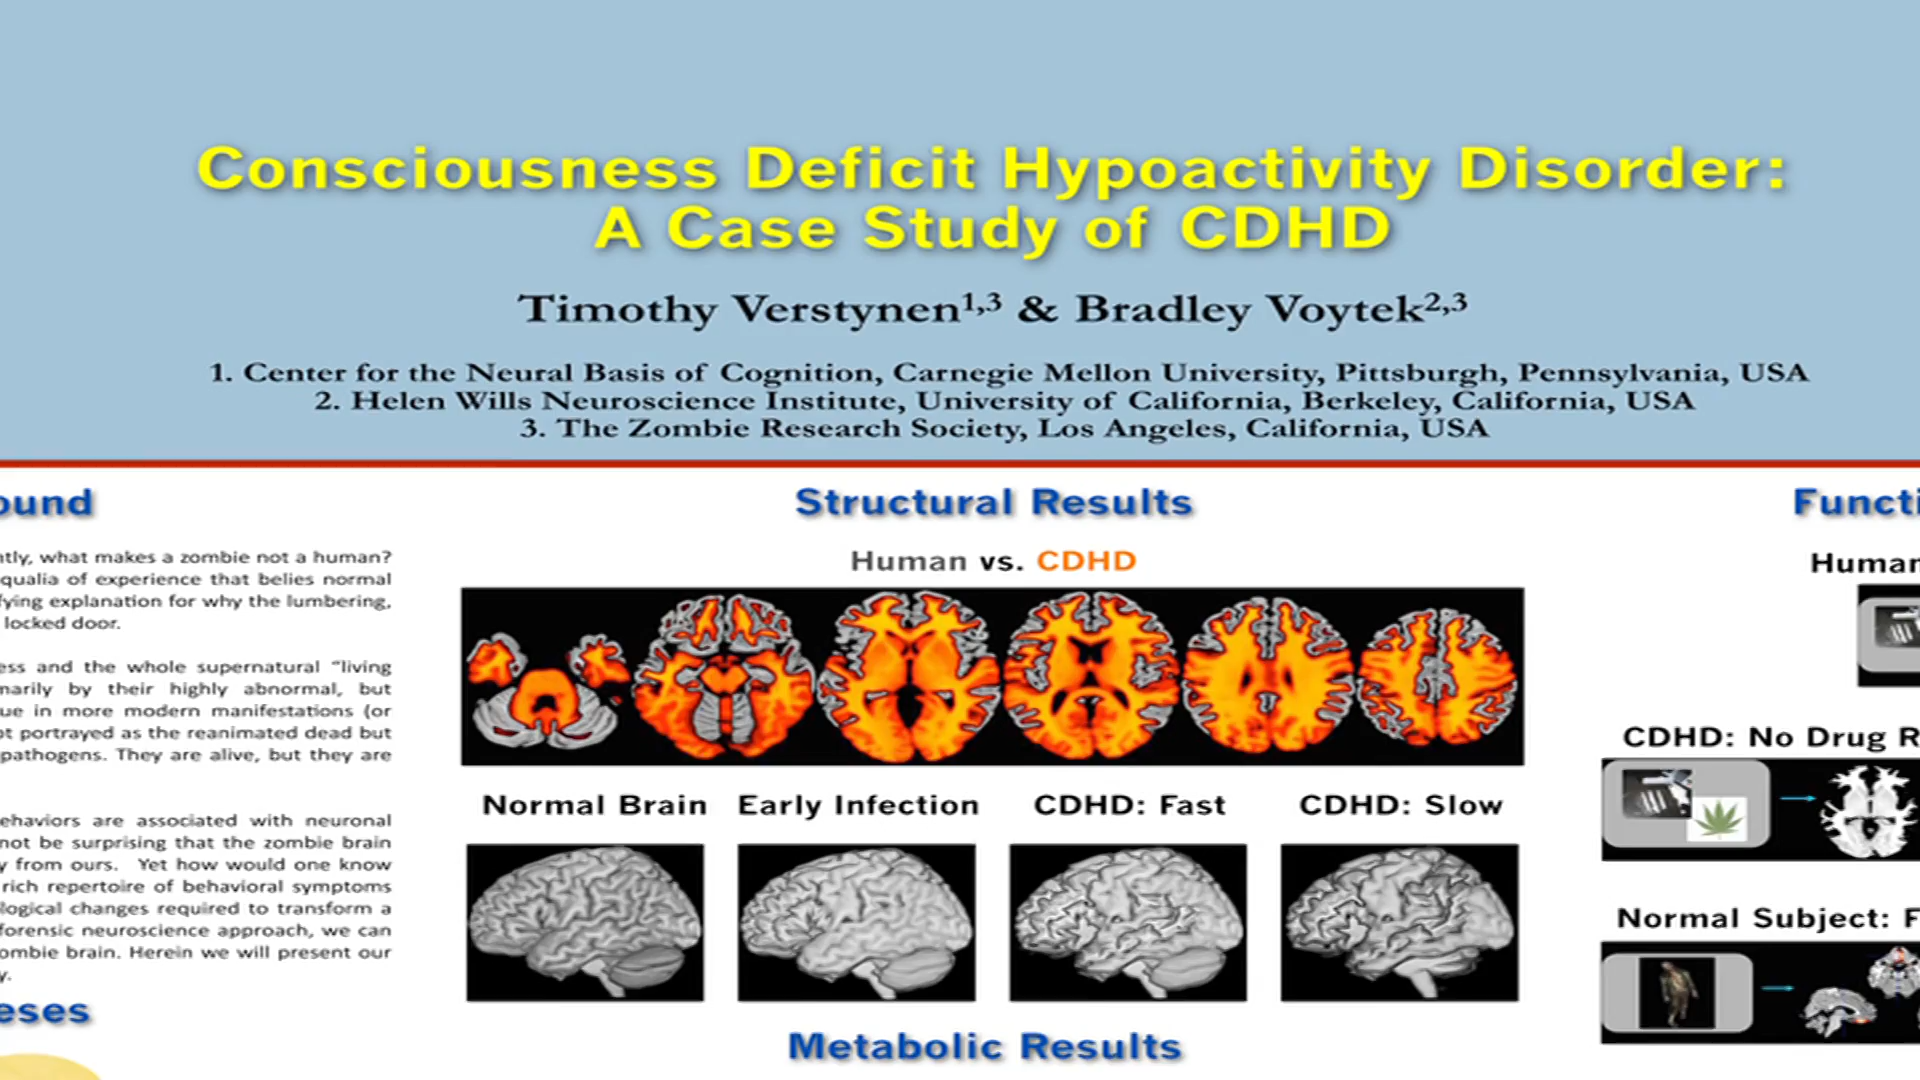 Consciousness Deficit Hypoactivity Disorder:
A Case Study of CDHD
Timothy Verstynen1,3 & Bradley Voytek2,3
1. Center for the Neural Basis of Cognition, Carnegie Mellon University, Pittsburgh, Pennsylvania, USA
2. Helen Wills Neuroscience Institute, University of California, Berkeley, California, USA
3. The Zombie Research Society, Los Angeles, California, USA
ound
ntly, what makes a zombie not a human?
qualia of experience that belies normal
fying explanation for why the lumbering,
locked door.
ess and the whole supernatural “living
marily by their highly abnormal, but
ue in more modern manifestations (or
ot portrayed as the reanimated dead but
pathogens. They are alive, but they are
ehaviors are associated with neuronal
not be surprising that the zombie brain
y from ours. Yet how would one know
rich repertoire of behavioral symptoms
logical changes required to transform a
forensic neuroscience approach, we can
ombie brain. Herein we will present our
y.
eses
Structural Results
Human vs. CDHD
Normal Brain Early Infection CDHD: Fast CDHD: Slow
Metabolic Results
Functi
Human
CDHD: No Drug R
Normal Subject: F